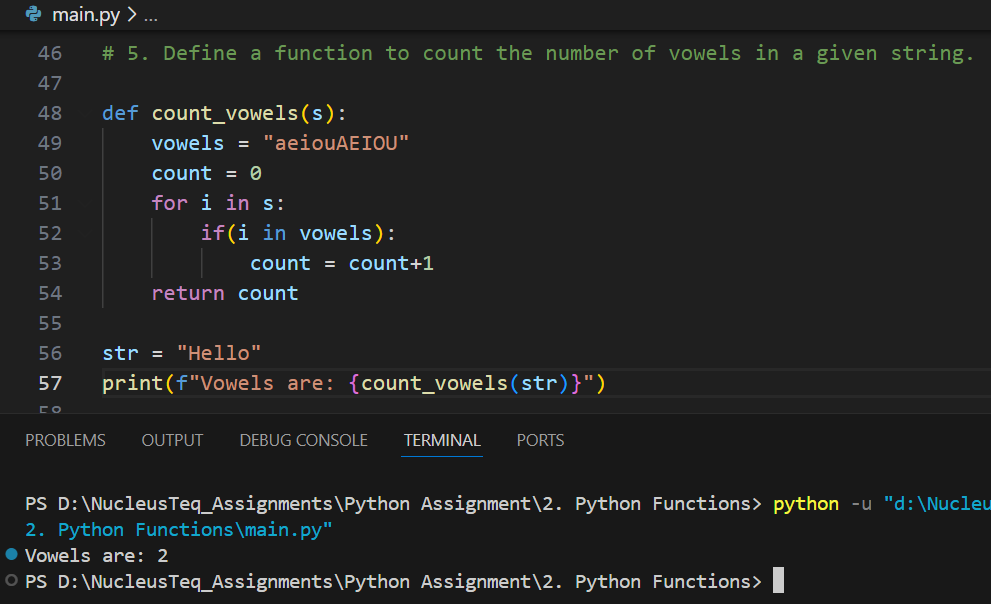 main.py > ...
46 # 5. Define a function to count the number of vowels in a given string.
47
48 def count_vowels(s):
49     vowels = "aeiouAEIOU"
50     count = 0
51     for i in s:
52         if(i in vowels):
53             count = count+1
54     return count
55
56 str = "Hello"
57 print(f"Vowels are: {count_vowels(str)}")
58
PROBLEMS OUTPUT DEBUG CONSOLE TERMINAL PORTS
PS D:\NucleusTeq_Assignments\Python Assignment\2. Python Functions> python -u "d:\Nucleu
2. Python Functions\main.py"
Vowels are: 2
PS D:\NucleusTeq_Assignments\Python Assignment\2. Python Functions>